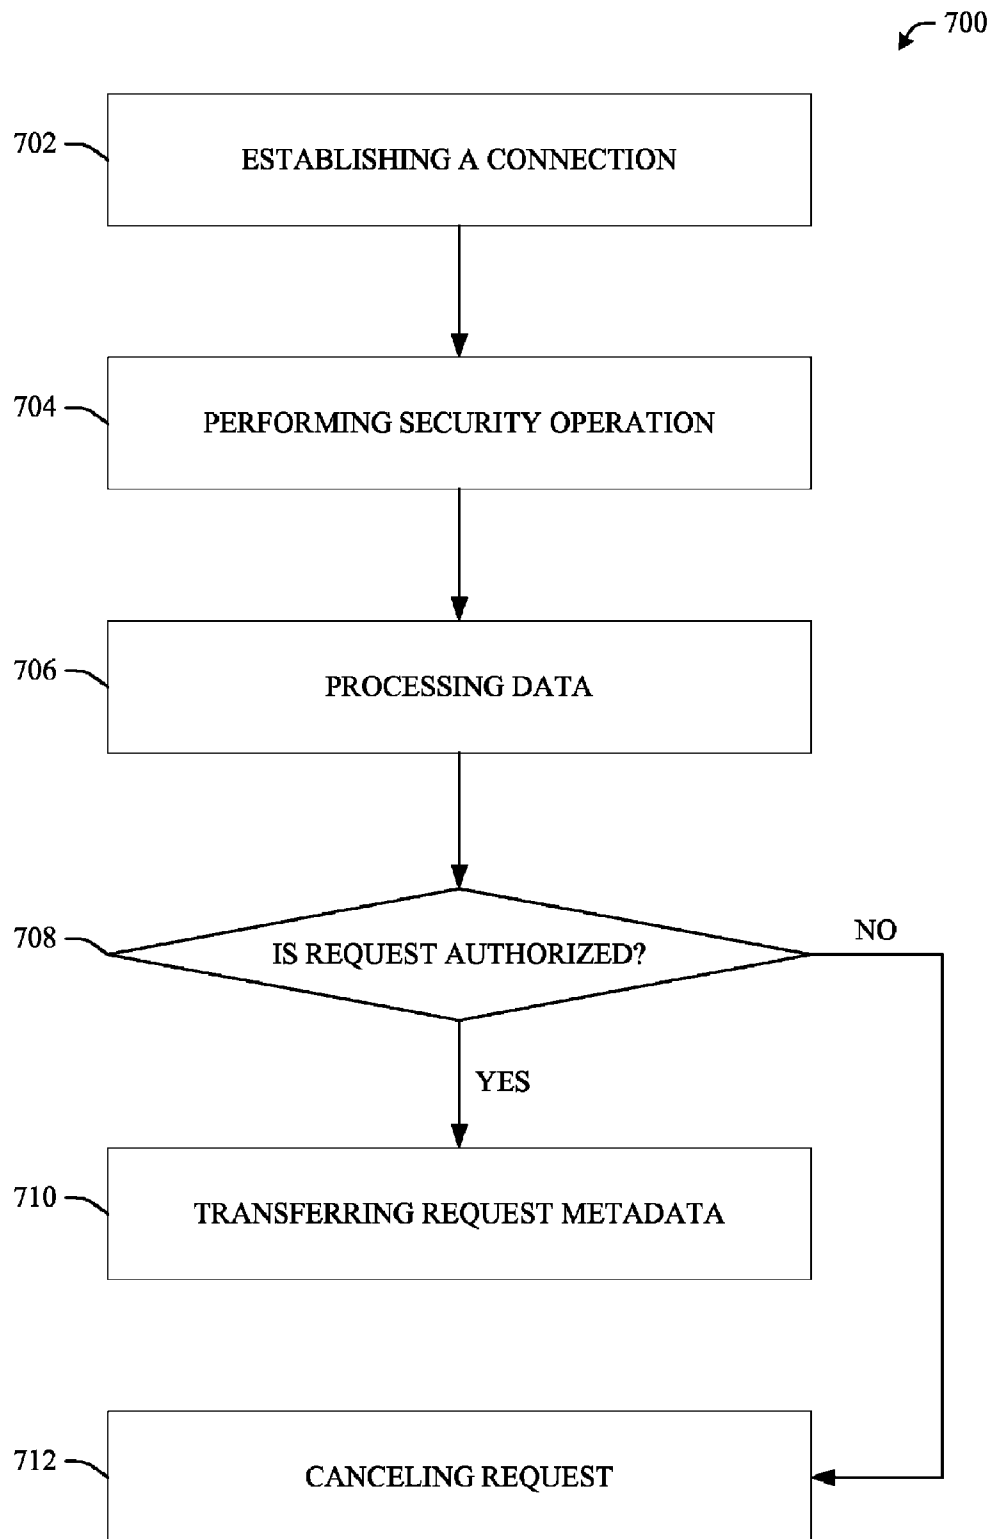 700
702
ESTABLISHING A CONNECTION
704
PERFORMING SECURITY OPERATION
706
PROCESSING DATA
708
IS REQUEST AUTHORIZED?
NO
YES
710
TRANSFERRING REQUEST METADATA
712
CANCELING REQUEST